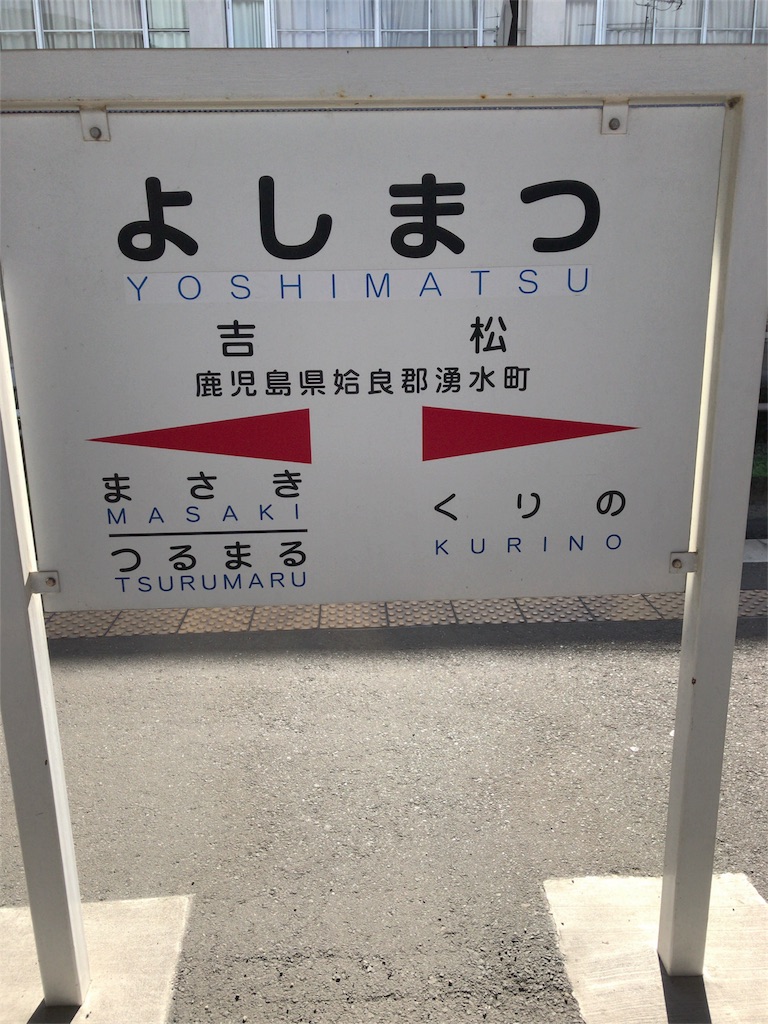 よしまつ
YOSHIMATSU
吉松
鹿児島県姶良郡湧水町
まさき
MASAKI
つるまる
TSURUMARU
くりの
KURINO